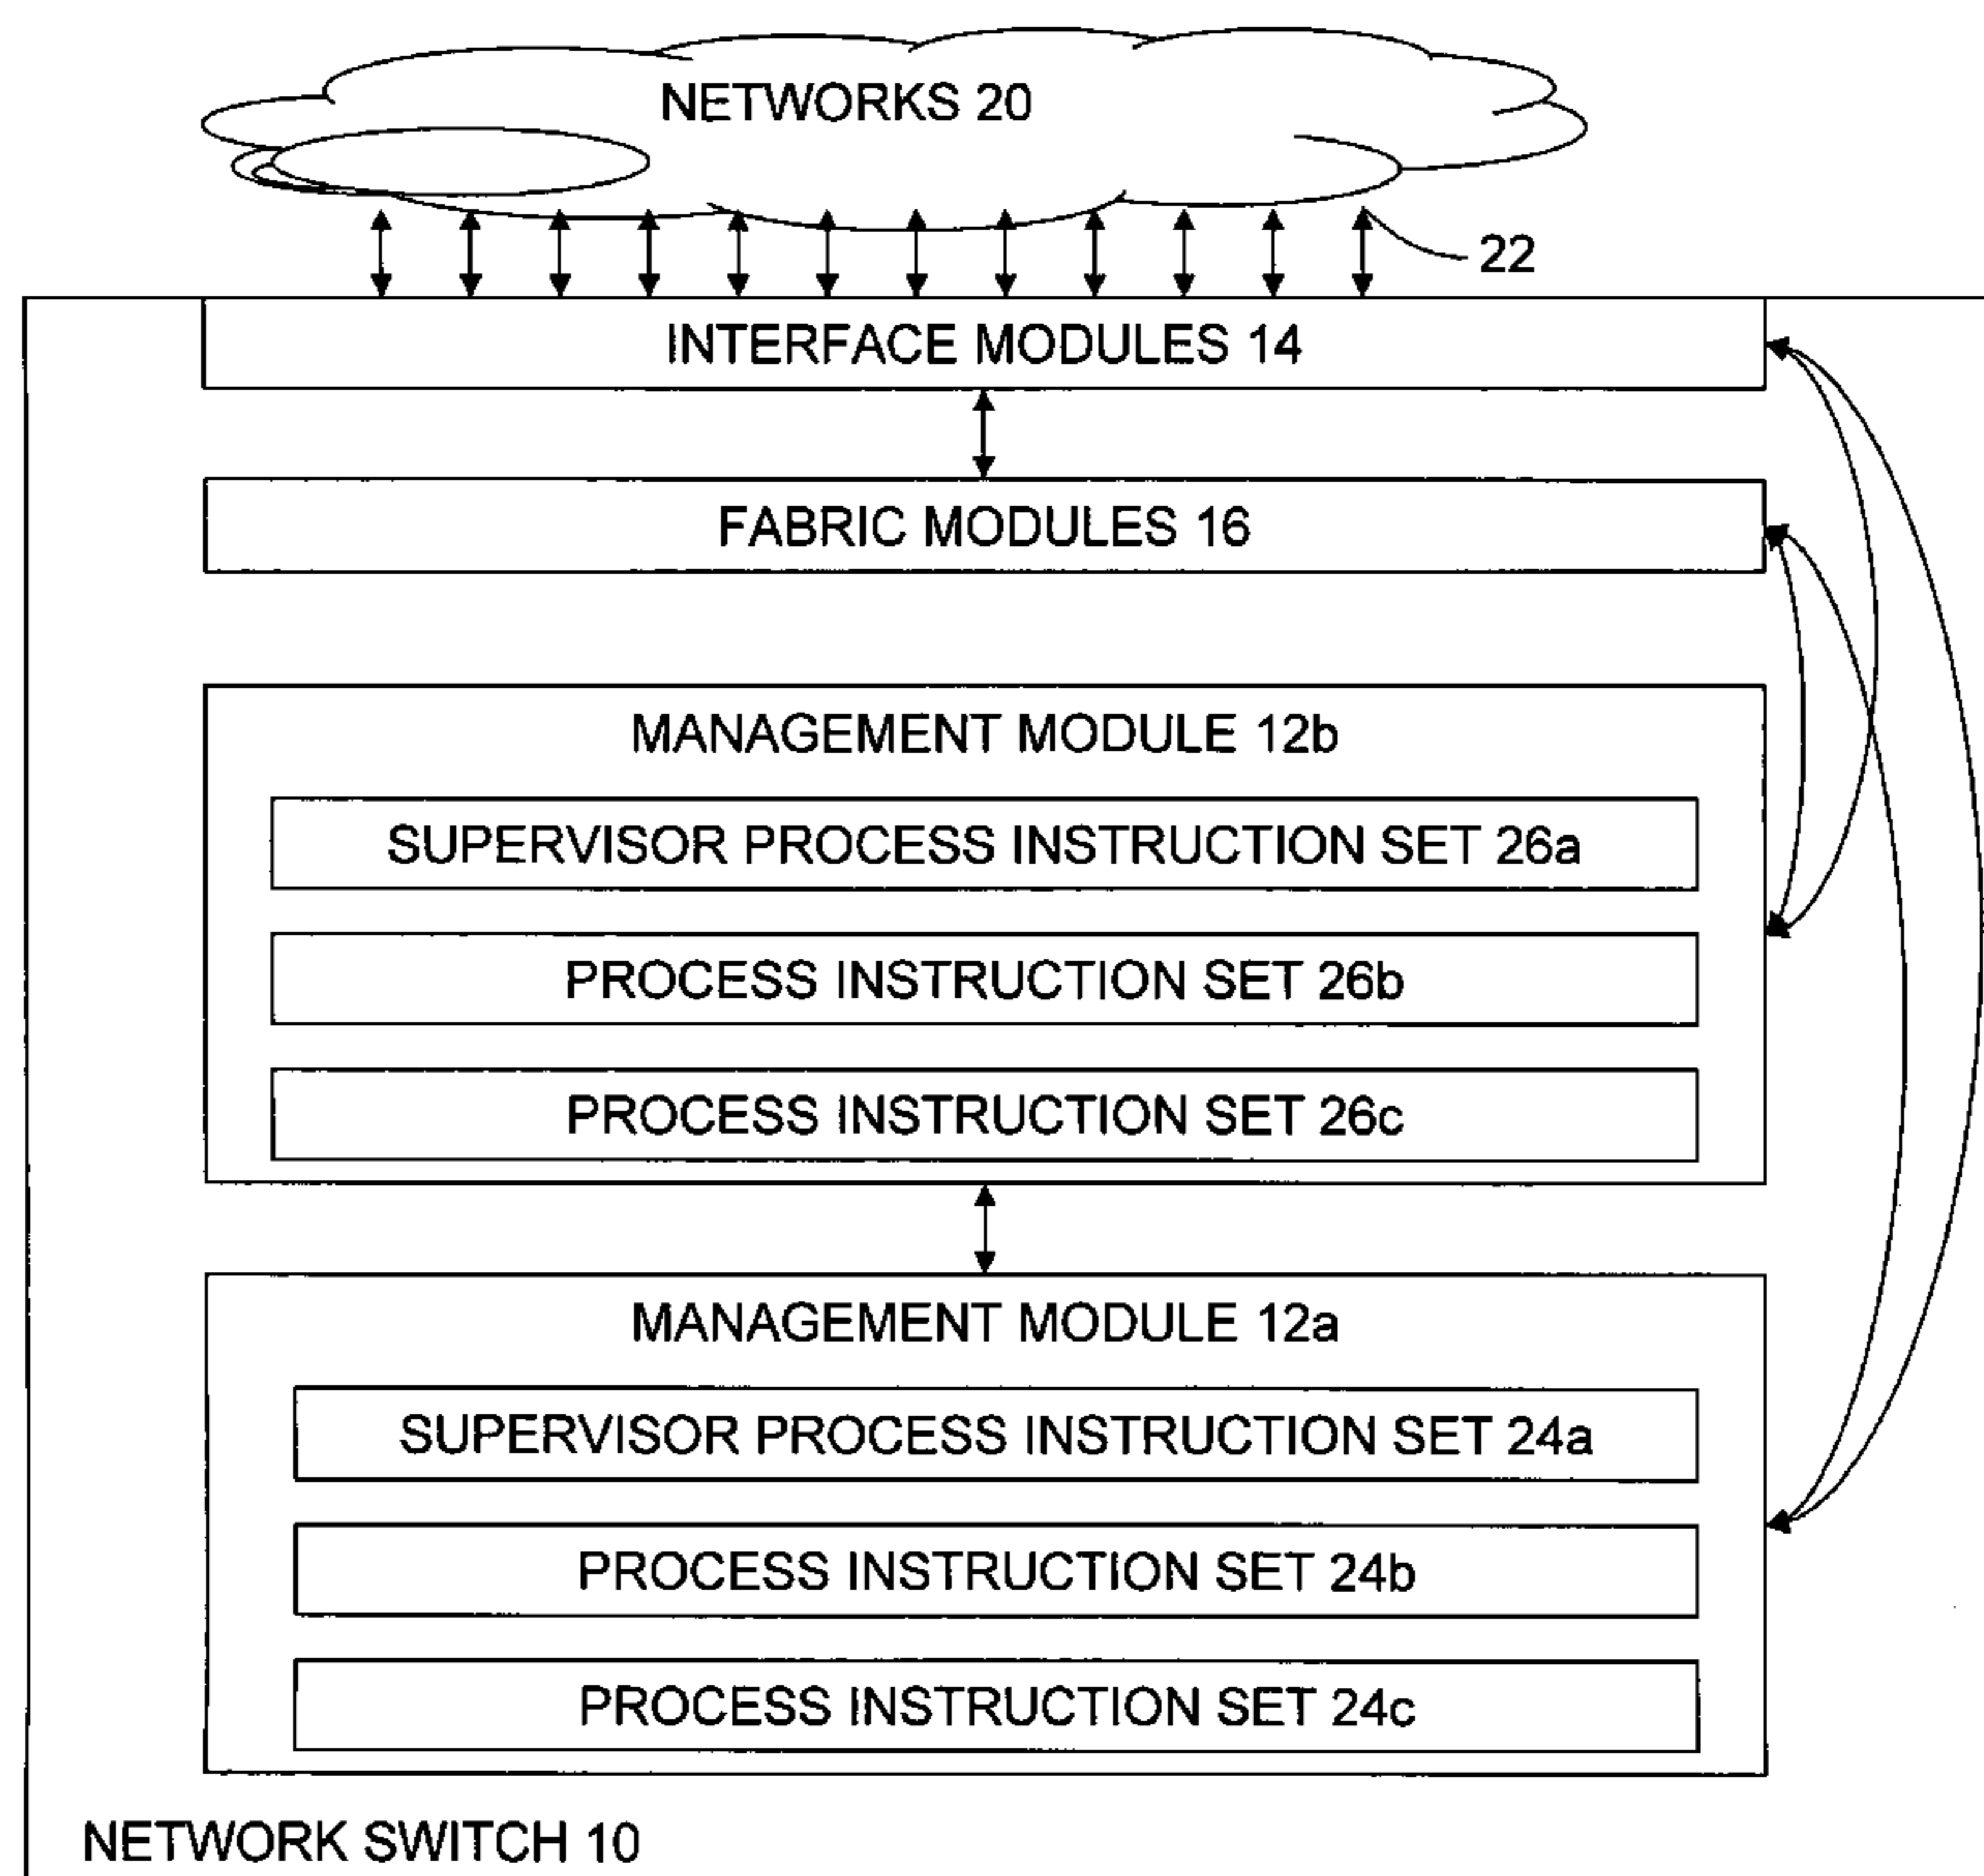 NETWORKS 20
22
INTERFACE MODULES 14
FABRIC MODULES 16
MANAGEMENT MODULE 12b
SUPERVISOR PROCESS INSTRUCTION SET 26a
PROCESS INSTRUCTION SET 26b
PROCESS INSTRUCTION SET 26c
MANAGEMENT MODULE 12a
SUPERVISOR PROCESS INSTRUCTION SET 24a
PROCESS INSTRUCTION SET 24b
PROCESS INSTRUCTION SET 24c
NETWORK SWITCH 10